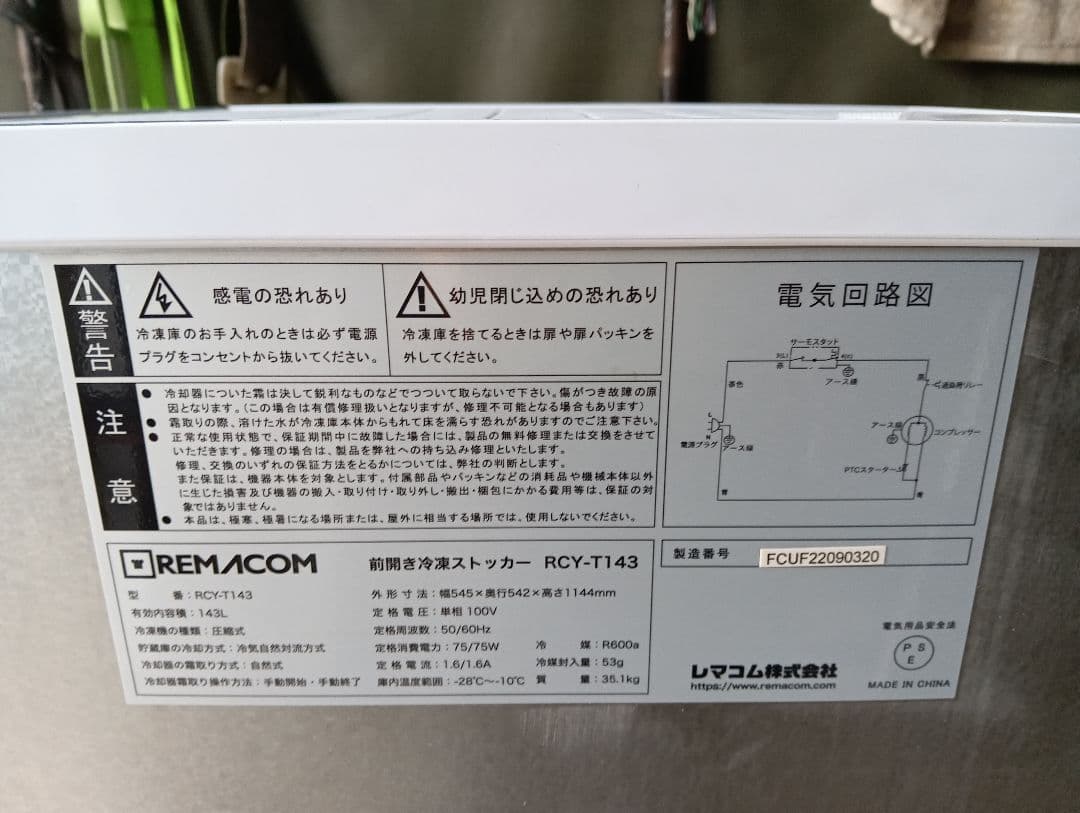 警告
感電の恐れあり
冷凍庫のお手入れのときは必ず電源
プラグをコンセントから抜いてください。
幼児閉じ込めの恐れあり
冷凍庫を捨てるときは扉や扉パッキンを
外してください。
注意
● 冷却器についた霜は決して鋭利なものなどでつついて取らないで下さい。傷がつき故障の原
因となります。(この場合は有償修理扱いとなりますが、修理不可能となる場合もあります)
● 霜取りの際、溶けた水が冷凍庫本体からもれて床を濡らす恐れがありますのでご注意下さい。
● 正常な使用状態で、保証期間中に故障した場合には、製品の無料修理または交換をさせて
いただきます。修理の場合は、製品を弊社への持ち込み修理といたします。
修理、交換のいずれの保証方法をとるかについては、弊社の判断とします。
また保証は、機器本体を対象とします。付属部品やパッキンなどの消耗品や機械本体以外
に生じた損害及び機器の搬入・取り付け・取り外し・搬出・梱包にかかる費用等は、保証の対
象ではありません。
● 本品は、極寒、極暑になる場所または、屋外に相当する場所では、使用しないでください。
電気回路図
サーモスタット
赤
アース線
茶色
黒
過負荷リレー
L
N
電源プラグ
アース線
アース線
コンプレッサー
PTCスターター
青
青
REMACOM
前開き冷凍ストッカー RCY-T143
型番:RCY-T143
有効内容積:143L
冷凍機の種類:圧縮式
貯蔵庫の冷却方式:冷気自然対流方式
冷却器の霜取り方式:自然式
冷却器霜取り操作方法:手動開始・手動終了
外形寸法:幅545×奥行542×高さ1144mm
定格電圧:単相100V
定格周波数:50/60Hz
定格消費電力:75/75W
定格電流:1.6/1.6A
庫内温度範囲:-28℃~-10℃
冷媒:R600a
冷媒封入量:53g
質量:35.1kg
製造番号
FCUF22090320
レマコム株式会社
https://www.remacom.com
電気用品安全法
PSE
MADE IN CHINA